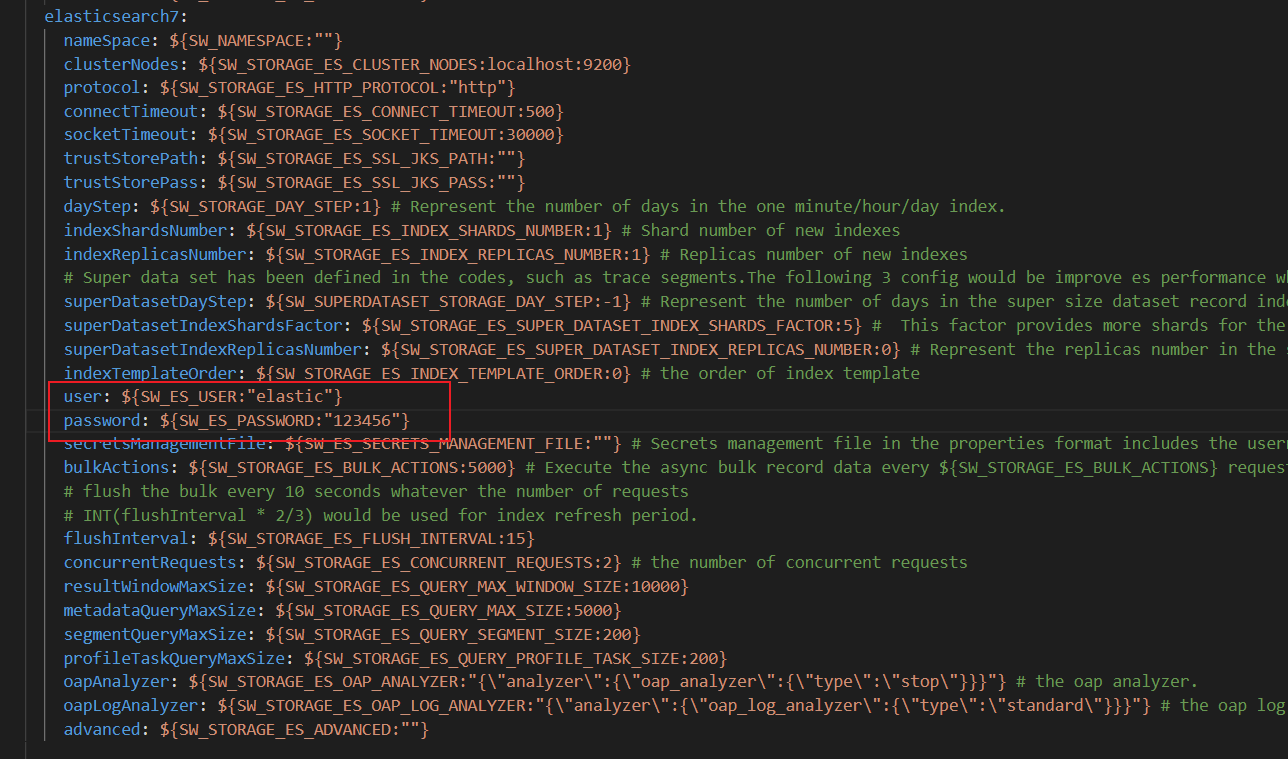 elasticsearch7:
nameSpace: ${SW_NAMESPACE:""}
clusterNodes: ${SW_STORAGE_ES_CLUSTER_NODES:localhost:9200}
protocol: ${SW_STORAGE_ES_HTTP_PROTOCOL:"http"}
connectTimeout: ${SW_STORAGE_ES_CONNECT_TIMEOUT:500}
socketTimeout: ${SW_STORAGE_ES_SOCKET_TIMEOUT:30000}
trustStorePath: ${SW_STORAGE_ES_SSL_JKS_PATH:""}
trustStorePass: ${SW_STORAGE_ES_SSL_JKS_PASS:""}
dayStep: ${SW_STORAGE_DAY_STEP:1} # Represent the number of days in the one minute/hour/day index.
indexShardsNumber: ${SW_STORAGE_ES_INDEX_SHARDS_NUMBER:1} # Shard number of new indexes
indexReplicasNumber: ${SW_STORAGE_ES_INDEX_REPLICAS_NUMBER:1} # Replicas number of new indexes
# Super data set has been defined in the codes, such as trace segments.The following 3 config would be improve es performance
superDatasetDayStep: ${SW_SUPERDATASET_STORAGE_DAY_STEP:-1} # Represent the number of days in the super size dataset record
superDatasetIndexShardsFactor: ${SW_STORAGE_ES_SUPER_DATASET_INDEX_SHARDS_FACTOR:5} #  This factor provides more shards for the
superDatasetIndexReplicasNumber: ${SW_STORAGE_ES_SUPER_DATASET_INDEX_REPLICAS_NUMBER:0} # Represent the replicas number in the
indexTemplateOrder: ${SW_STORAGE_ES_INDEX_TEMPLATE_ORDER:0} # the order of index template
user: ${SW_ES_USER:"elastic"}
password: ${SW_ES_PASSWORD:"123456"}
secretsManagementFile: ${SW_ES_SECRETS_MANAGEMENT_FILE:""} # Secrets management file in the properties format includes the
bulkActions: ${SW_STORAGE_ES_BULK_ACTIONS:5000} # Execute the async bulk record data every ${SW_STORAGE_ES_BULK_ACTIONS}
# flush the bulk every 10 seconds whatever the number of requests
# INT(flushInterval * 2/3) would be used for index refresh period.
flushInterval: ${SW_STORAGE_ES_FLUSH_INTERVAL:15}
concurrentRequests: ${SW_STORAGE_ES_CONCURRENT_REQUESTS:2} # the number of concurrent requests
resultWindowMaxSize: ${SW_STORAGE_ES_QUERY_MAX_WINDOW_SIZE:10000}
metadataQueryMaxSize: ${SW_STORAGE_ES_QUERY_MAX_SIZE:5000}
segmentQueryMaxSize: ${SW_STORAGE_ES_QUERY_SEGMENT_SIZE:200}
profileTaskQueryMaxSize: ${SW_STORAGE_ES_QUERY_PROFILE_TASK_SIZE:200}
oapAnalyzer: ${SW_STORAGE_ES_OAP_ANALYZER:"{\"analyzer\":{\"oap_analyzer\":{\"type\":\"stop\"}}}"} # the oap analyzer.
oapLogAnalyzer: ${SW_STORAGE_ES_OAP_LOG_ANALYZER:"{\"analyzer\":{\"oap_log_analyzer\":{\"type\":\"standard\"}}}"} # the oap log
advanced: ${SW_STORAGE_ES_ADVANCED:""}